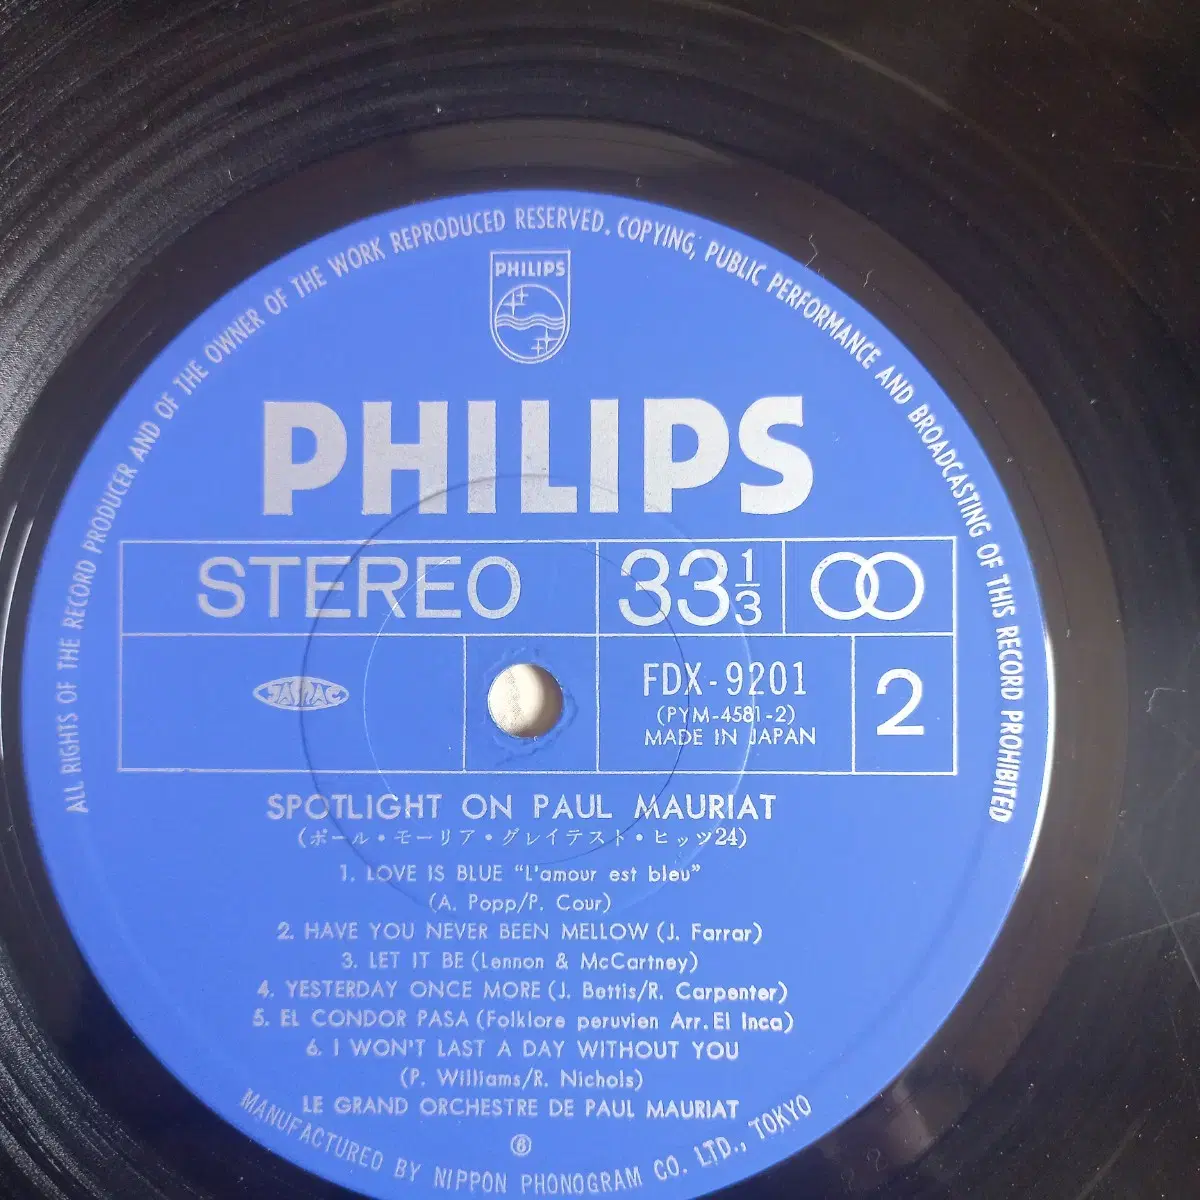 ALL RIGHTS OF THE RECORD PRODUCER AND OF THE OWNER OF THE WORK REPRODUCED RESERVED. COPYING, PUBLIC PERFORMANCE AND BROADCASTING OF THIS RECORD PROHIBITED
PHILIPS
PHILIPS
STEREO
33 1/3
JASRAC
FDX-9201
(PYM-4581-2)
MADE IN JAPAN
2
SPOTLIGHT ON PAUL MAURIAT
(ポール・モーリア・グレイテスト・ヒッツ24)
1. LOVE IS BLUE "L'amour est bleu"
(A. Popp/P. Cour)
2. HAVE YOU NEVER BEEN MELLOW (J. Farrar)
3. LET IT BE (Lennon & McCartney)
4. YESTERDAY ONCE MORE (J. Bettis/R. Carpenter)
5. EL CONDOR PASA (Folklore peruvien Arr. El Inca)
6. I WON'T LAST A DAY WITHOUT YOU
(P. Williams/R. Nichols)
LE GRAND ORCHESTRE DE PAUL MAURIAT
MANUFACTURED BY NIPPON PHONOGRAM CO. LTD., TOKYO